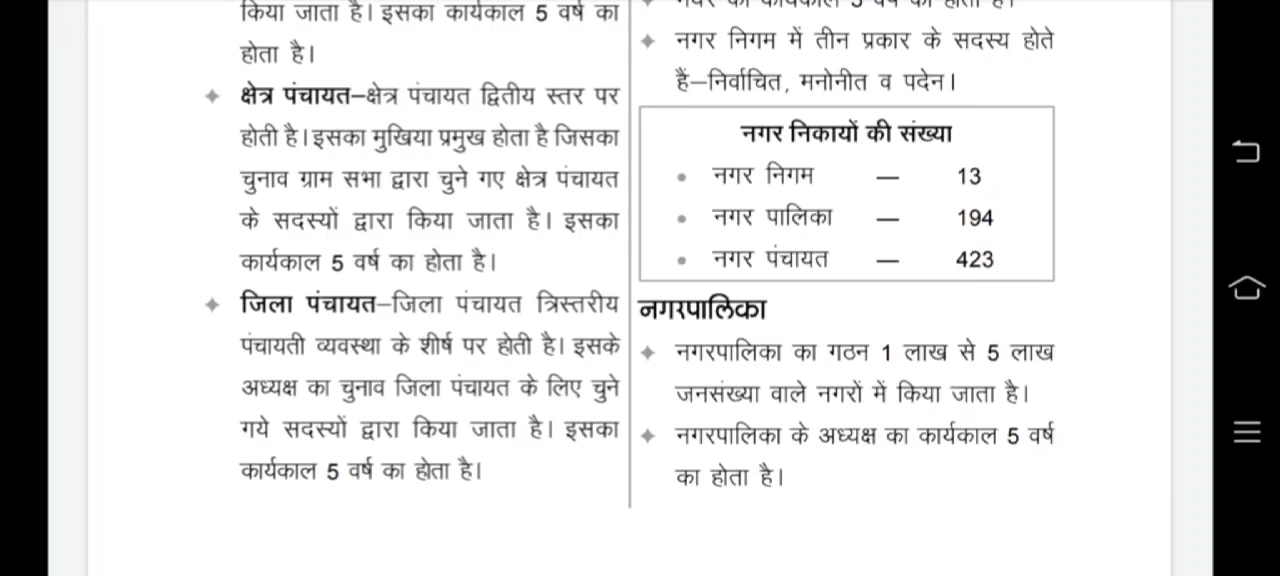 किया जाता है। इसका कार्यकाल 5 वर्ष का
होता है।
क्षेत्र पंचायत–क्षेत्र पंचायत द्वितीय स्तर पर
होती है। इसका मुखिया प्रमुख होता है जिसका
चुनाव ग्राम सभा द्वारा चुने गए क्षेत्र पंचायत
के सदस्यों द्वारा किया जाता है। इसका
कार्यकाल 5 वर्ष का होता है।
जिला पंचायत–जिला पंचायत त्रिस्तरीय
पंचायती व्यवस्था के शीर्ष पर होती है। इसके
अध्यक्ष का चुनाव जिला पंचायत के लिए चुने
गये सदस्यों द्वारा किया जाता है। इसका
कार्यकाल 5 वर्ष का होता है।
का कार्यकाल 5 वर्ष का होता है।
नगर निगम में तीन प्रकार के सदस्य होते
हैं–निर्वाचित, मनोनीत व पदेन।
नगर निकायों की संख्या
• नगर निगम — 13
• नगर पालिका — 194
• नगर पंचायत — 423
नगरपालिका
नगरपालिका का गठन 1 लाख से 5 लाख
जनसंख्या वाले नगरों में किया जाता है।
नगरपालिका के अध्यक्ष का कार्यकाल 5 वर्ष
का होता है।